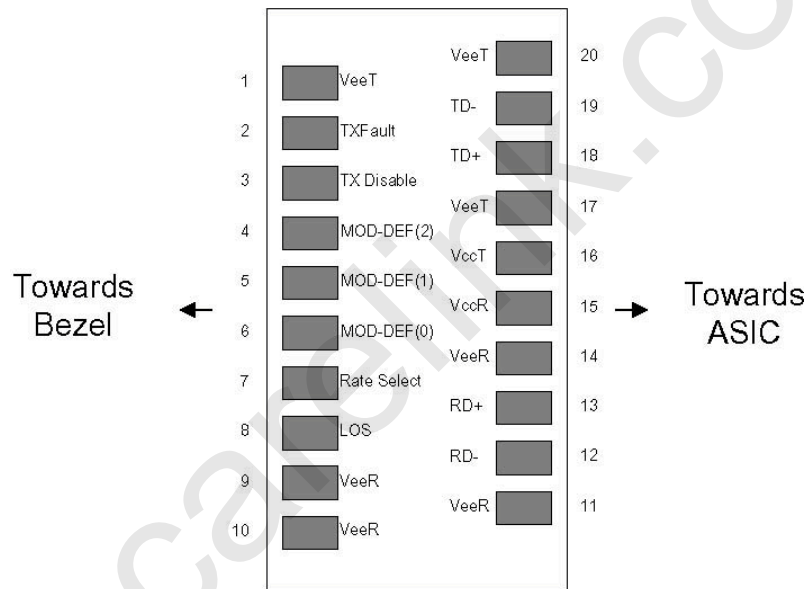 1 VeeT
2 TXFault
3 TX Disable
4 MOD-DEF(2)
5 MOD-DEF(1)
6 MOD-DEF(0)
7 Rate Select
8 LOS
9 VeeR
10 VeeR
VeeT 20
TD- 19
TD+ 18
VeeT 17
VccT 16
VccR 15
VeeR 14
RD+ 13
RD- 12
VeeR 11
Towards
Bezel
Towards
ASIC
carelink.co